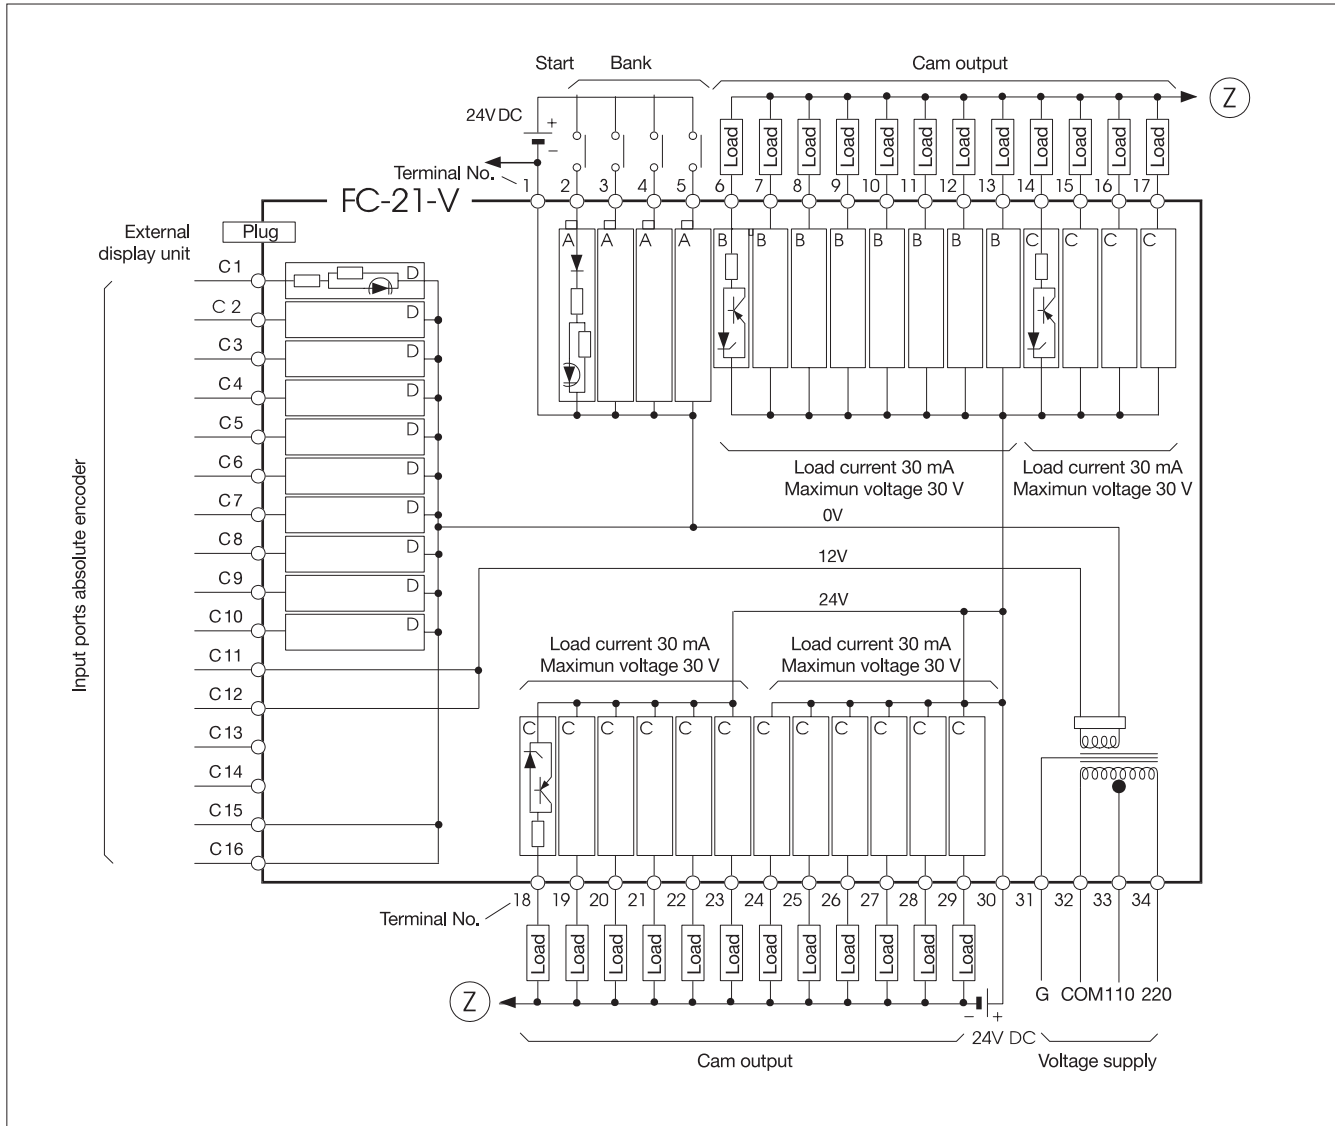 Start Bank Cam output
Z
24V DC + −
Load Load Load Load Load Load Load Load Load Load Load Load
Terminal No. 1 2 3 4 5 6 7 8 9 10 11 12 13 14 15 16 17
FC-21-V
Plug
External
display unit
A A A A B B B B B B B B C C C C
Input ports absolute encoder
C1 D
C 2 D
C3 D
C4 D
C5 D
C6 D
C7 D
C8 D
C9 D
C10 D
C11
C12
C13
C14
C15
C16
Load current 30 mA
Maximun voltage 30 V
Load current 30 mA
Maximun voltage 30 V
0V
12V
24V
Load current 30 mA
Maximun voltage 30 V
Load current 30 mA
Maximun voltage 30 V
C C C C C C C C C C C C
Terminal No. 18 19 20 21 22 23 24 25 26 27 28 29 30 31 32 33 34
Load Load Load Load Load Load Load Load Load Load Load Load
Z
− +
24V DC
G COM 110 220
Cam output
Voltage supply